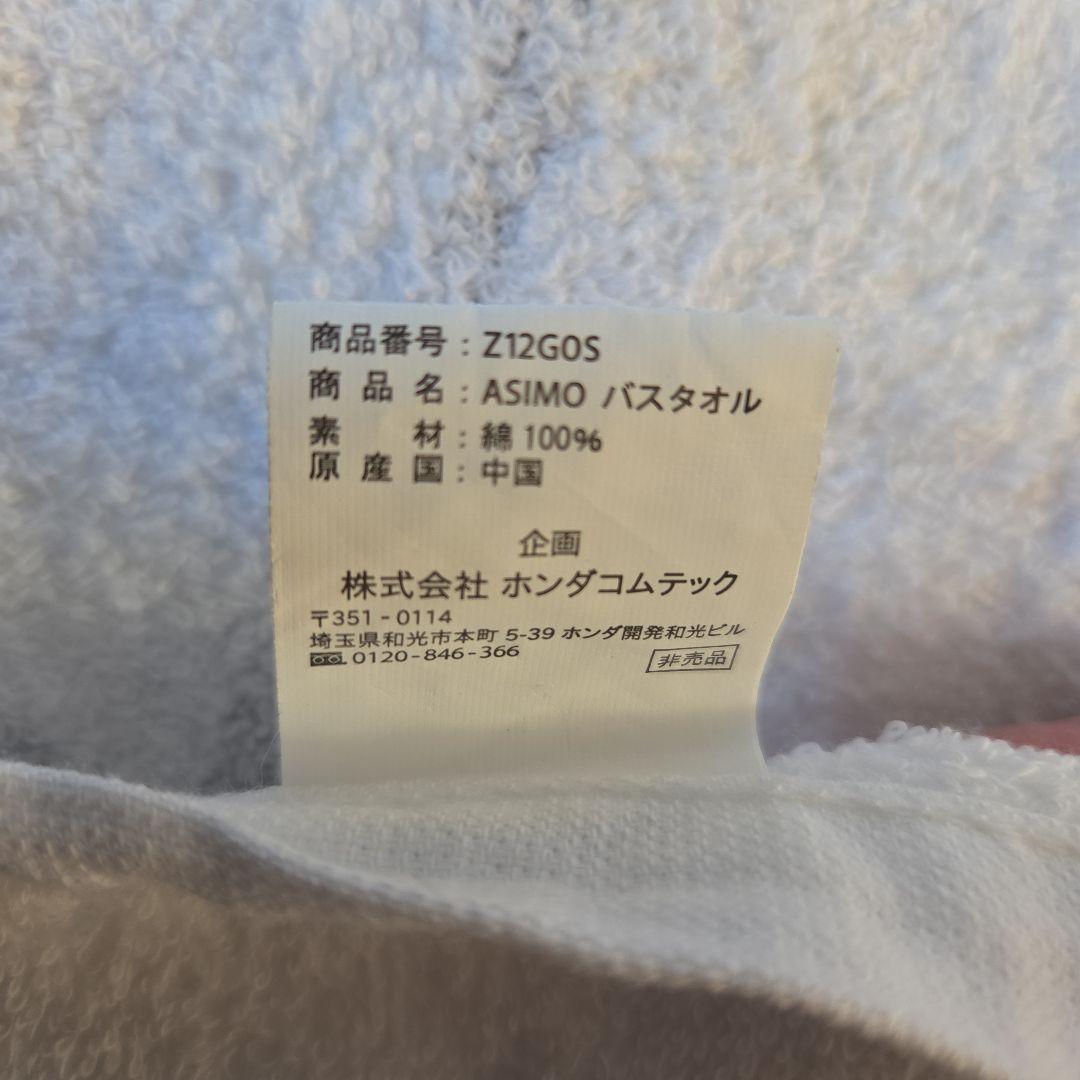 商品番号 : Z12G0S
商品名 : ASIMO バスタオル
素材 : 綿 100%
原産国 : 中国
企画
株式会社 ホンダコムテック
〒351-0114
埼玉県和光市本町 5-39 ホンダ開発和光ビル
0120-846-366
非売品